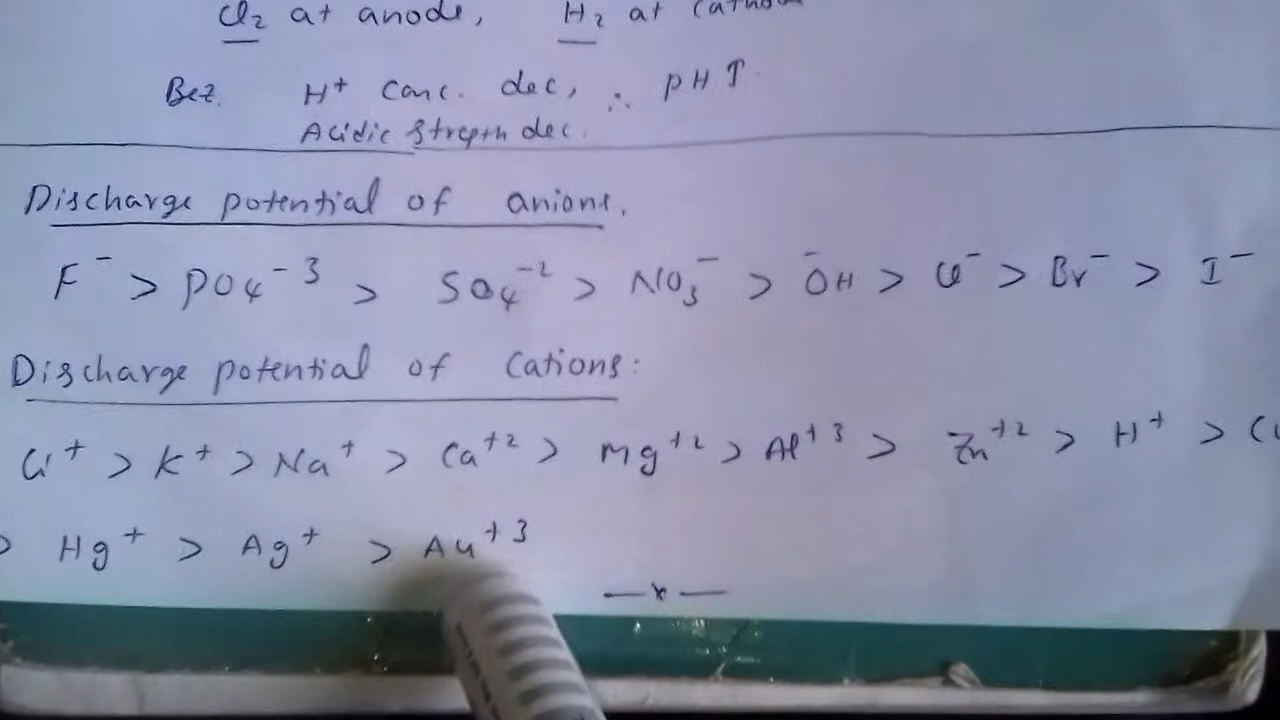 Cl2 at anode, H2 at
Bcz. H+ conc. dec, ∴ pH↑.
Acidic strength dec.
Discharge potential of anions.
F- > PO4-3 > SO4-2 > NO3- > -OH > Cl- > Br- > I-
Discharge potential of Cations:
Li+ > K+ > Na+ > Ca+2 > Mg+2 > Al+3 > Zn+2 > H+ >
> Hg+ > Ag+ > Au+3
—x—